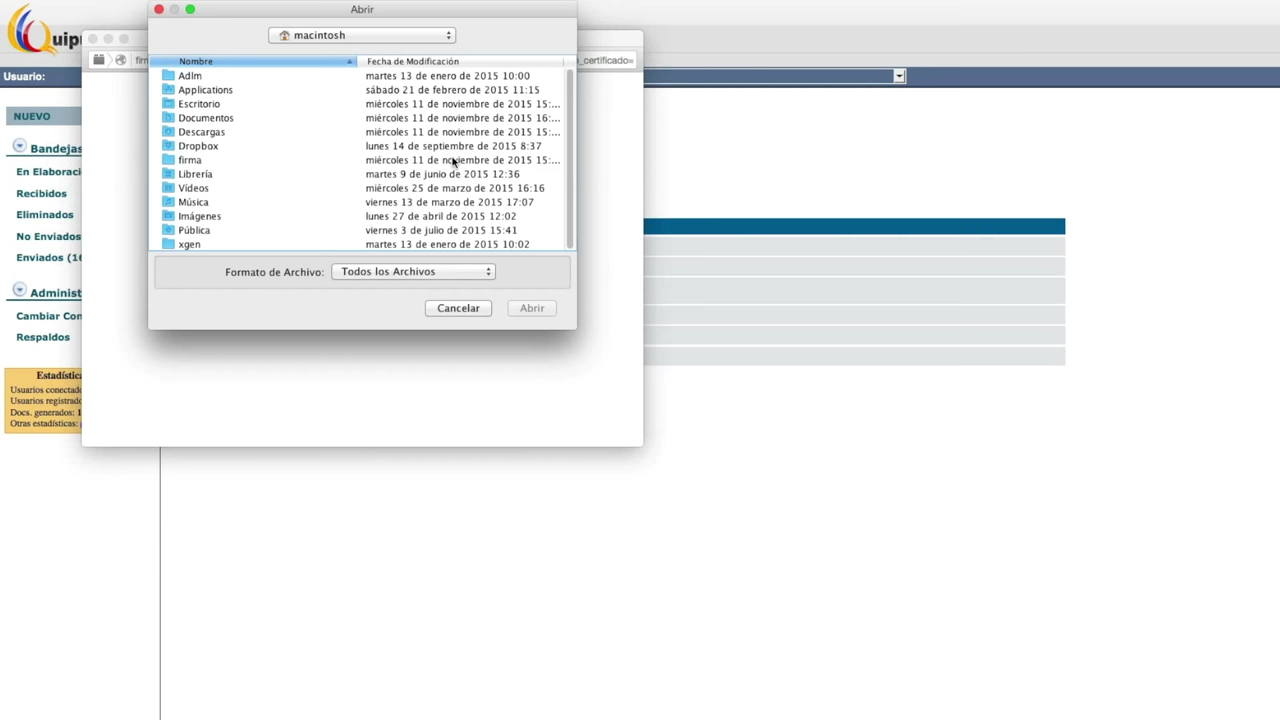 Abrir
Quip
macintosh
firm
o_certificado=
Usuario:
Nombre Fecha de Modificación
Adlm martes 13 de enero de 2015 10:00
Applications sábado 21 de febrero de 2015 11:15
Escritorio miércoles 11 de noviembre de 2015 15:...
Documentos miércoles 11 de noviembre de 2015 16:...
Descargas miércoles 11 de noviembre de 2015 15:...
Dropbox lunes 14 de septiembre de 2015 8:37
firma miércoles 11 de noviembre de 2015 15:...
Librería martes 9 de junio de 2015 12:36
Vídeos miércoles 25 de marzo de 2015 16:16
Música viernes 13 de marzo de 2015 17:07
Imágenes lunes 27 de abril de 2015 12:02
Pública viernes 3 de julio de 2015 15:41
xgen martes 13 de enero de 2015 10:02
Formato de Archivo: Todos los Archivos
Cancelar Abrir
NUEVO
Bandejas
En Elaboraci
Recibidos
Eliminados
No Enviados
Enviados (16
Administ
Cambiar Con
Respaldos
Estadístic
Usuarios conectado
Usuarios registrado
Docs. generados: 1
Otras estadísticas: